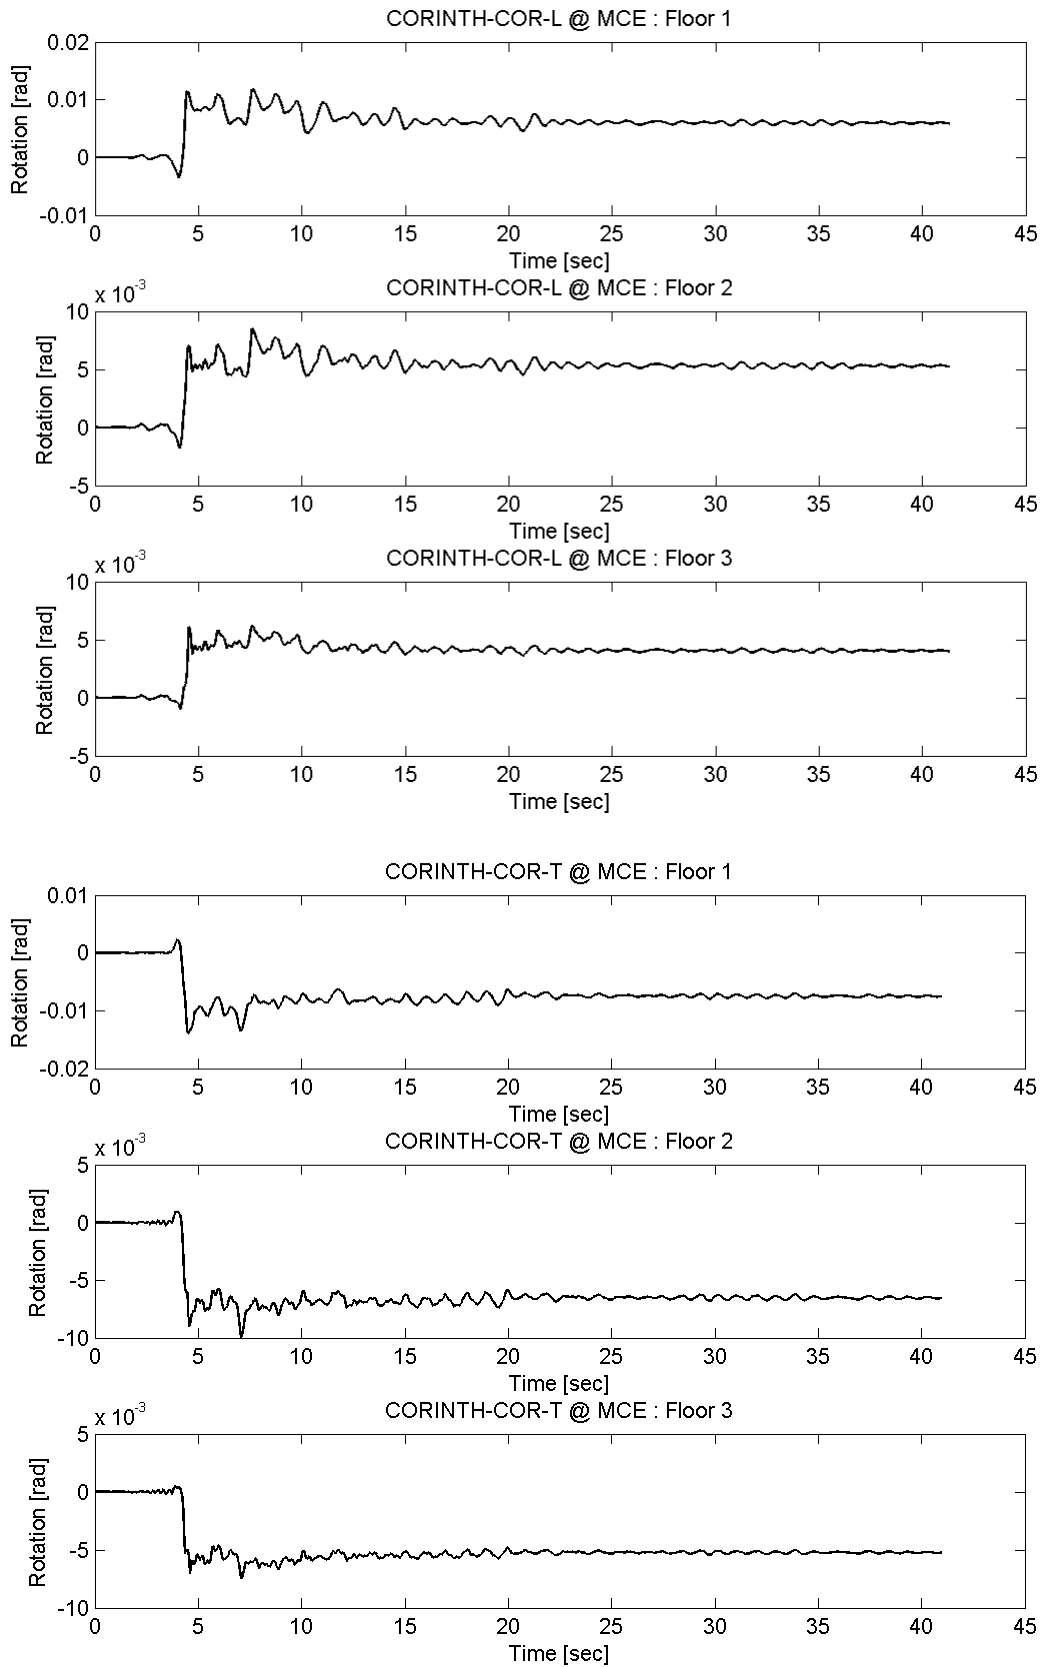 CORINTH-COR-L @ MCE : Floor 1
0.02
0.01
0
-0.01
Rotation [rad]
0 5 10 15 20 25 30 35 40 45
Time [sec]
CORINTH-COR-L @ MCE : Floor 2
x 10-3
10
5
0
-5
Rotation [rad]
0 5 10 15 20 25 30 35 40 45
Time [sec]
CORINTH-COR-L @ MCE : Floor 3
x 10-3
10
5
0
-5
Rotation [rad]
0 5 10 15 20 25 30 35 40 45
Time [sec]
CORINTH-COR-T @ MCE : Floor 1
0.01
0
-0.01
-0.02
Rotation [rad]
0 5 10 15 20 25 30 35 40 45
Time [sec]
CORINTH-COR-T @ MCE : Floor 2
x 10-3
5
0
-5
-10
Rotation [rad]
0 5 10 15 20 25 30 35 40 45
Time [sec]
CORINTH-COR-T @ MCE : Floor 3
x 10-3
5
0
-5
-10
Rotation [rad]
0 5 10 15 20 25 30 35 40 45
Time [sec]